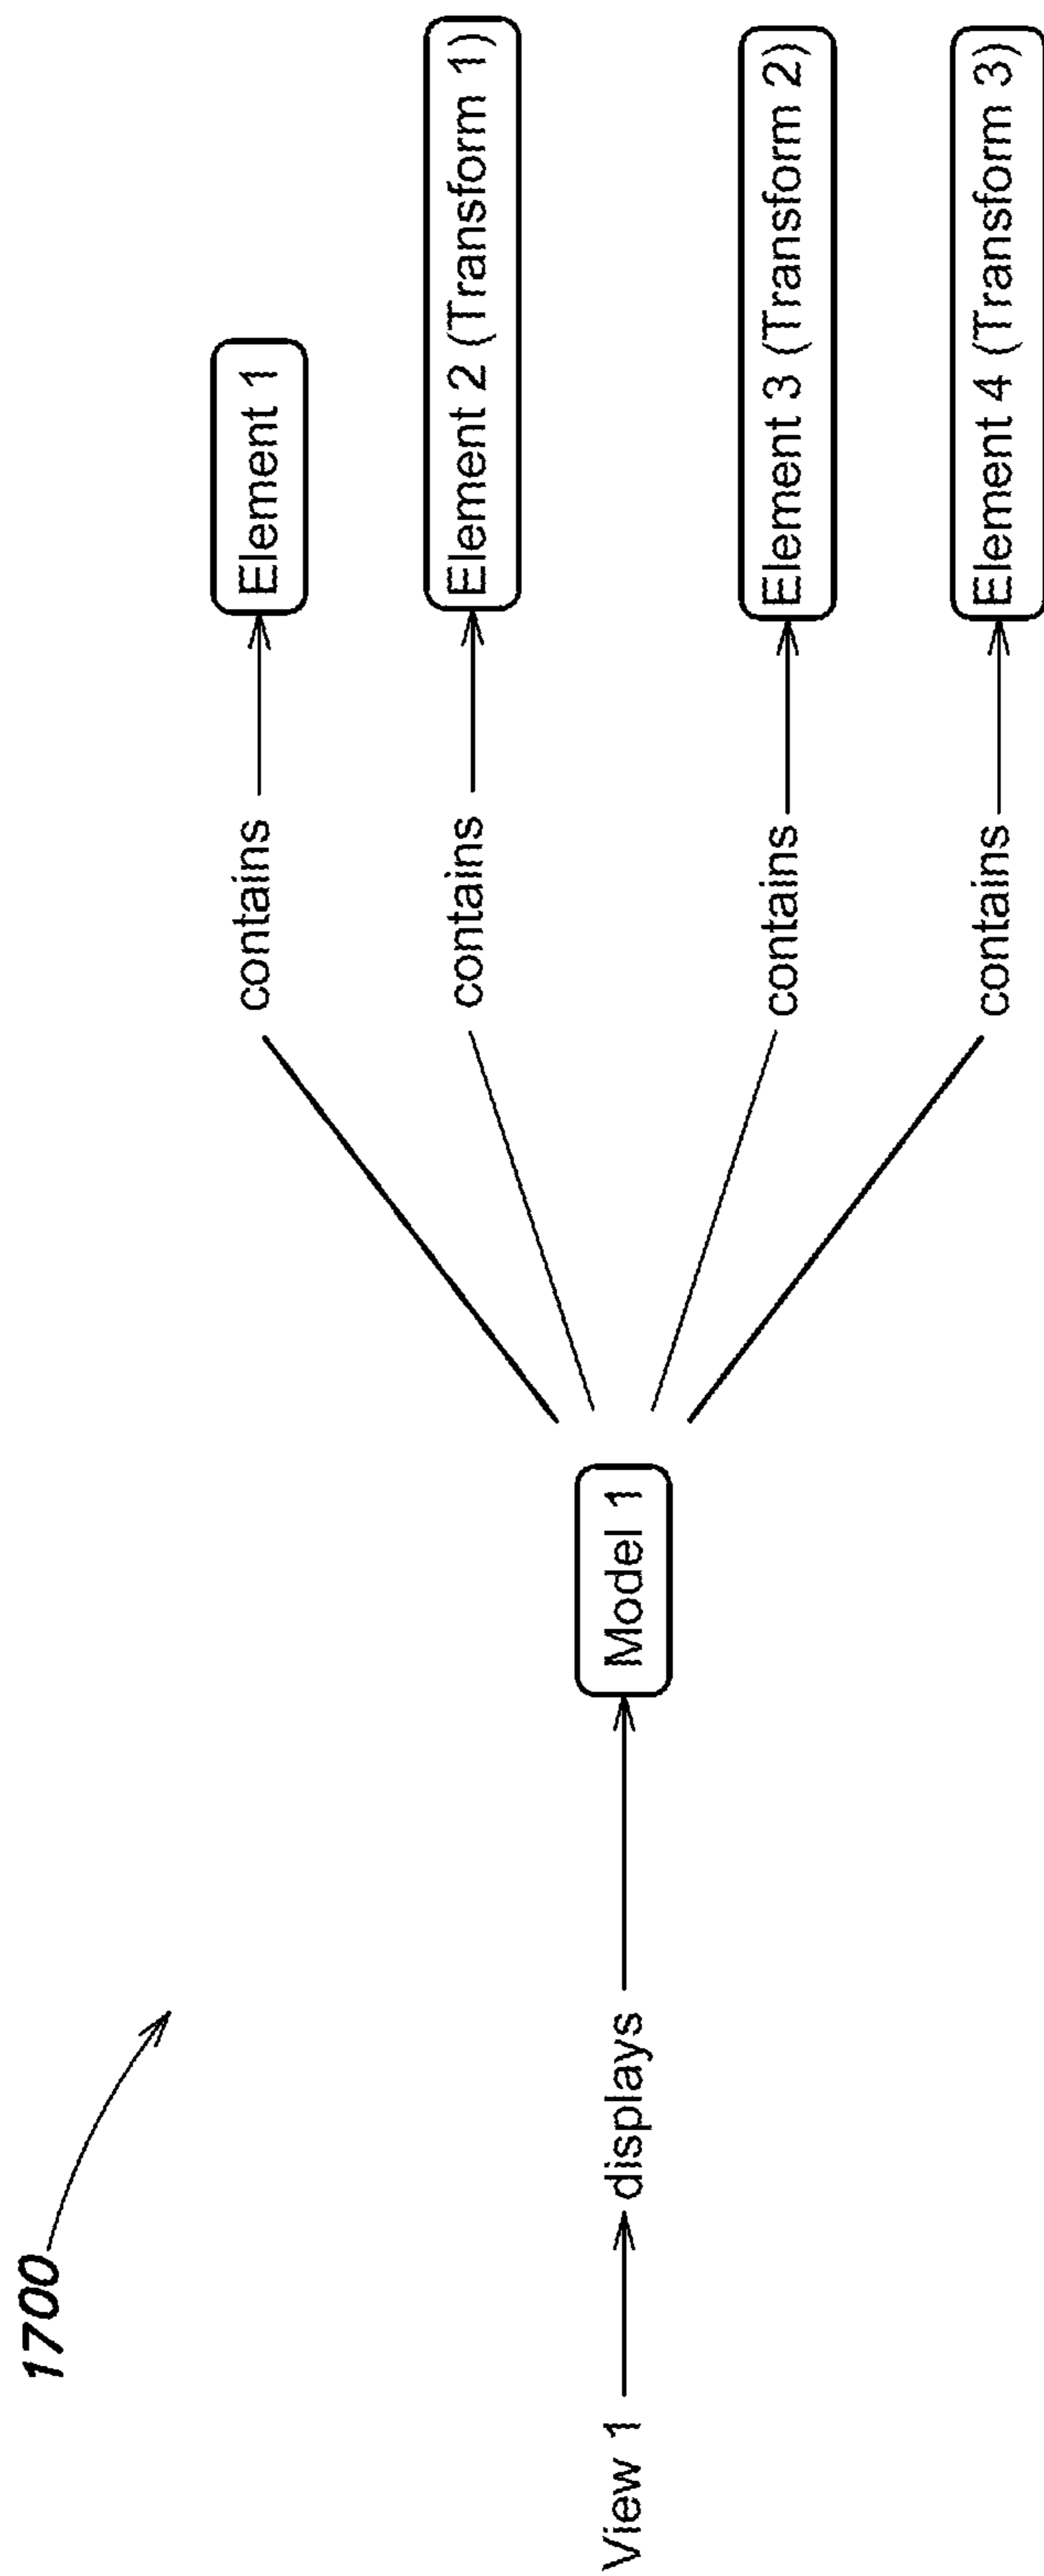 1700
View 1
displays
Model 1
contains
Element 1
contains
Element 2 (Transform 1)
contains
Element 3 (Transform 2)
contains
Element 4 (Transform 3)